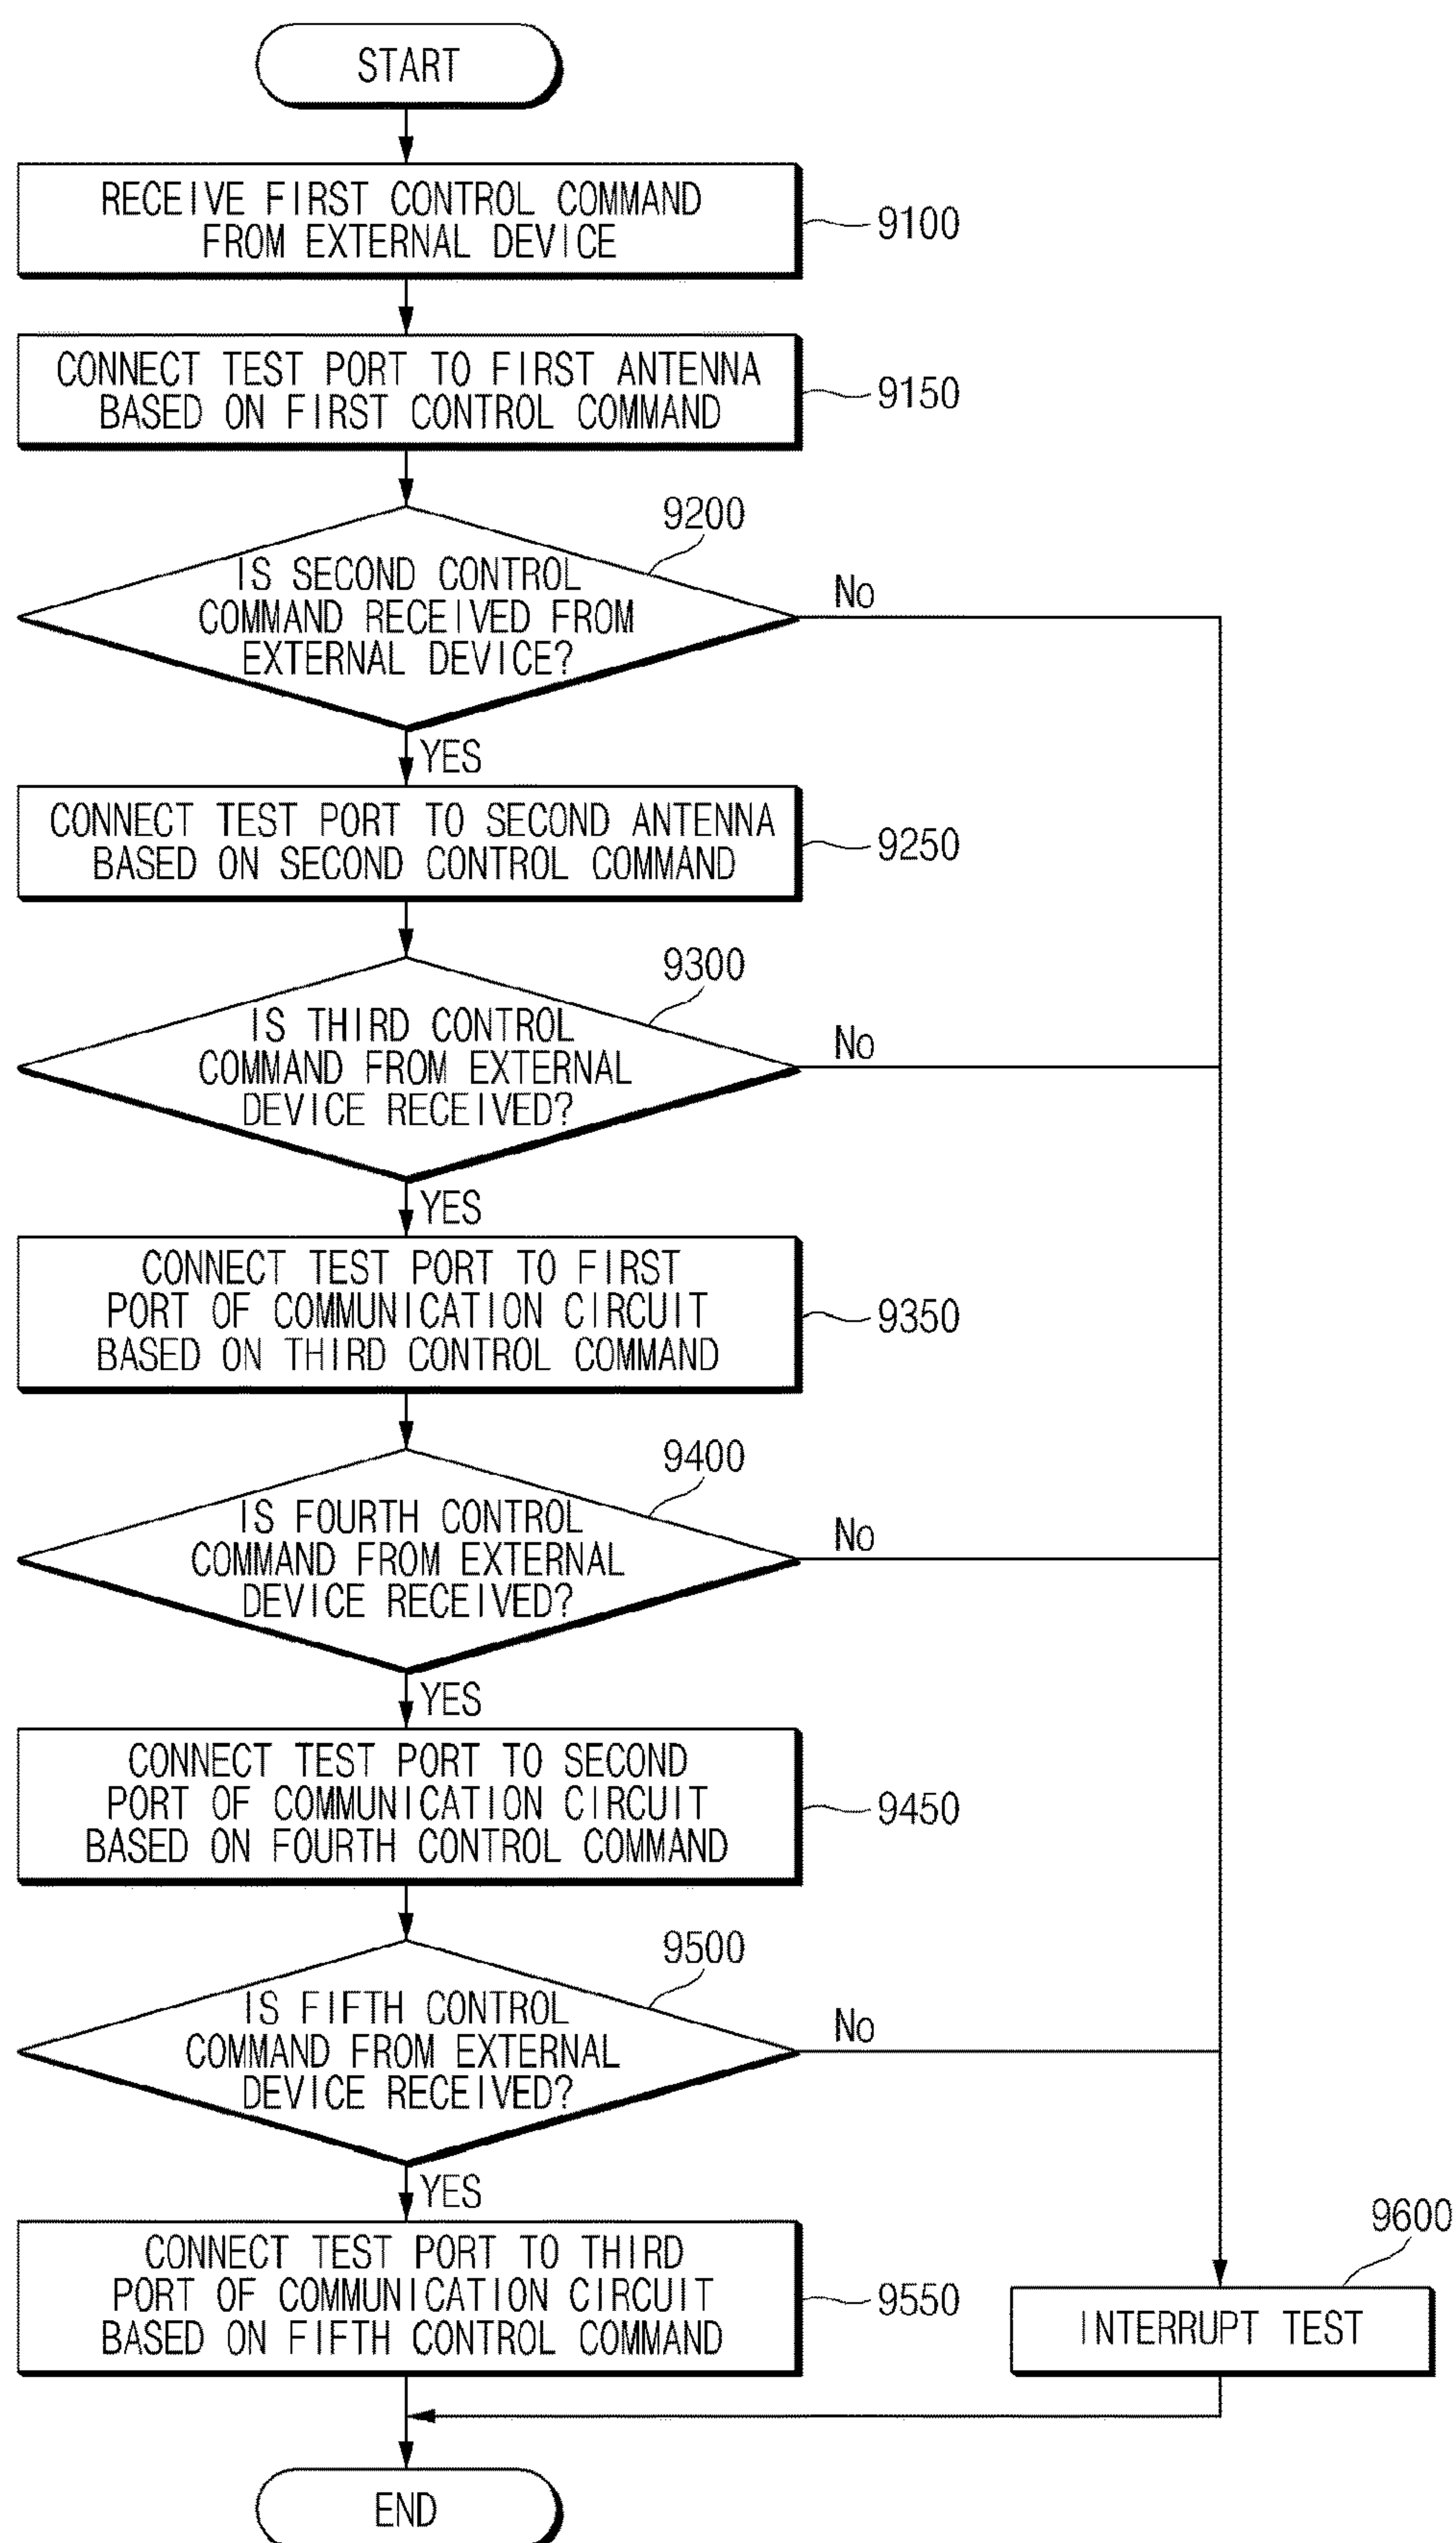 START
RECEIVE FIRST CONTROL COMMAND
FROM EXTERNAL DEVICE
9100
CONNECT TEST PORT TO FIRST ANTENNA
BASED ON FIRST CONTROL COMMAND
9150
9200
IS SECOND CONTROL
COMMAND RECEIVED FROM
EXTERNAL DEVICE?
No
YES
CONNECT TEST PORT TO SECOND ANTENNA
BASED ON SECOND CONTROL COMMAND
9250
9300
IS THIRD CONTROL
COMMAND FROM EXTERNAL
DEVICE RECEIVED?
No
YES
CONNECT TEST PORT TO FIRST
PORT OF COMMUNICATION CIRCUIT
BASED ON THIRD CONTROL COMMAND
9350
9400
IS FOURTH CONTROL
COMMAND FROM EXTERNAL
DEVICE RECEIVED?
No
YES
CONNECT TEST PORT TO SECOND
PORT OF COMMUNICATION CIRCUIT
BASED ON FOURTH CONTROL COMMAND
9450
9500
IS FIFTH CONTROL
COMMAND FROM EXTERNAL
DEVICE RECEIVED?
No
YES
CONNECT TEST PORT TO THIRD
PORT OF COMMUNICATION CIRCUIT
BASED ON FIFTH CONTROL COMMAND
9550
9600
INTERRUPT TEST
END